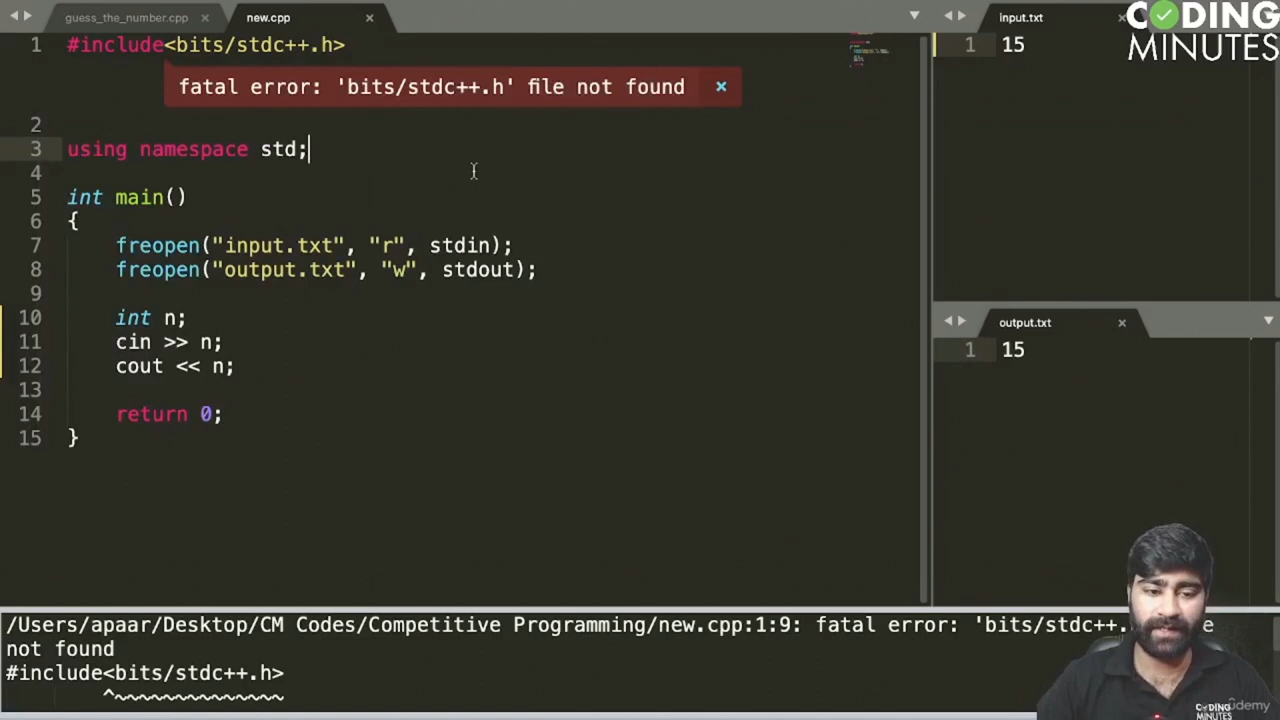 guess_the_number.cpp
new.cpp
1 #include<bits/stdc++.h>
fatal error: 'bits/stdc++.h' file not found
2
3 using namespace std;
4
5 int main()
6 {
7 freopen("input.txt", "r", stdin);
8 freopen("output.txt", "w", stdout);
9
10 int n;
11 cin >> n;
12 cout << n;
13
14 return 0;
15 }
input.txt
1 15
CODING
MINUTES
output.txt
1 15
/Users/apaar/Desktop/CM Codes/Competitive Programming/new.cpp:1:9: fatal error: 'bits/stdc++.
not found
#include<bits/stdc++.h>
^~~~~~~~~~~~~~~
CODING
MINUTES
ûdemy